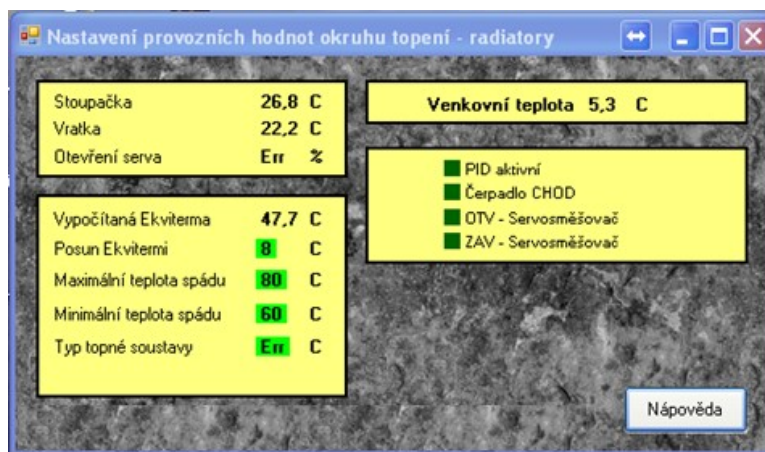 Nastavení provozních hodnot okruhu topení - radiatory
Stoupačka 26,8 C
Vratka 22,2 C
Otevření serva Err %
Venkovní teplota 5,3 C
PID aktivní
Čerpadlo CHOD
OTV - Servosměšovač
ZAV - Servosměšovač
Vypočítaná Ekviterma 47,7 C
Posun Ekvitermi 8 C
Maximální teplota spádu 80 C
Minimální teplota spádu 60 C
Typ topné soustavy Err C
Nápověda